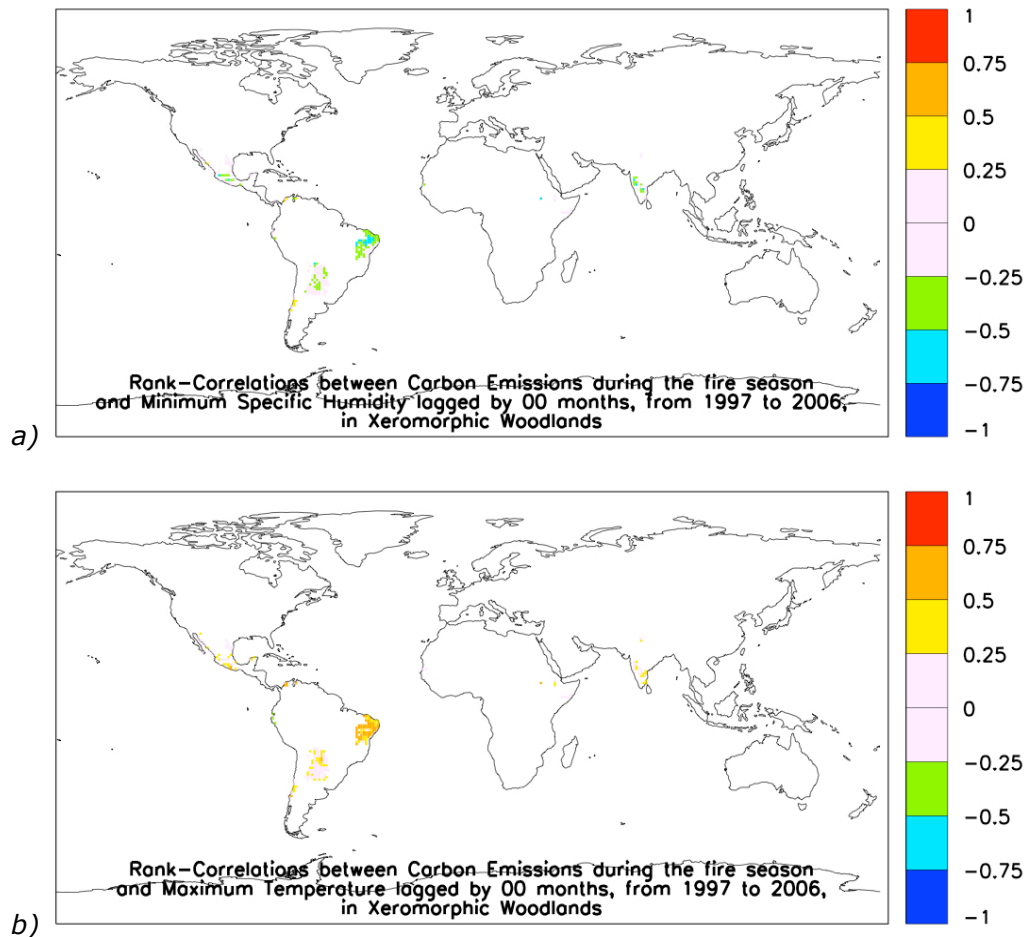 1
0.75
0.5
0.25
0
-0.25
-0.5
-0.75
-1
Rank-Correlations between Carbon Emissions during the fire season
and Minimum Specific Humidity lagged by 00 months, from 1997 to 2006,
in Xeromorphic Woodlands
a)
1
0.75
0.5
0.25
0
-0.25
-0.5
-0.75
-1
Rank-Correlations between Carbon Emissions during the fire season
and Maximum Temperature lagged by 00 months, from 1997 to 2006,
in Xeromorphic Woodlands
b)